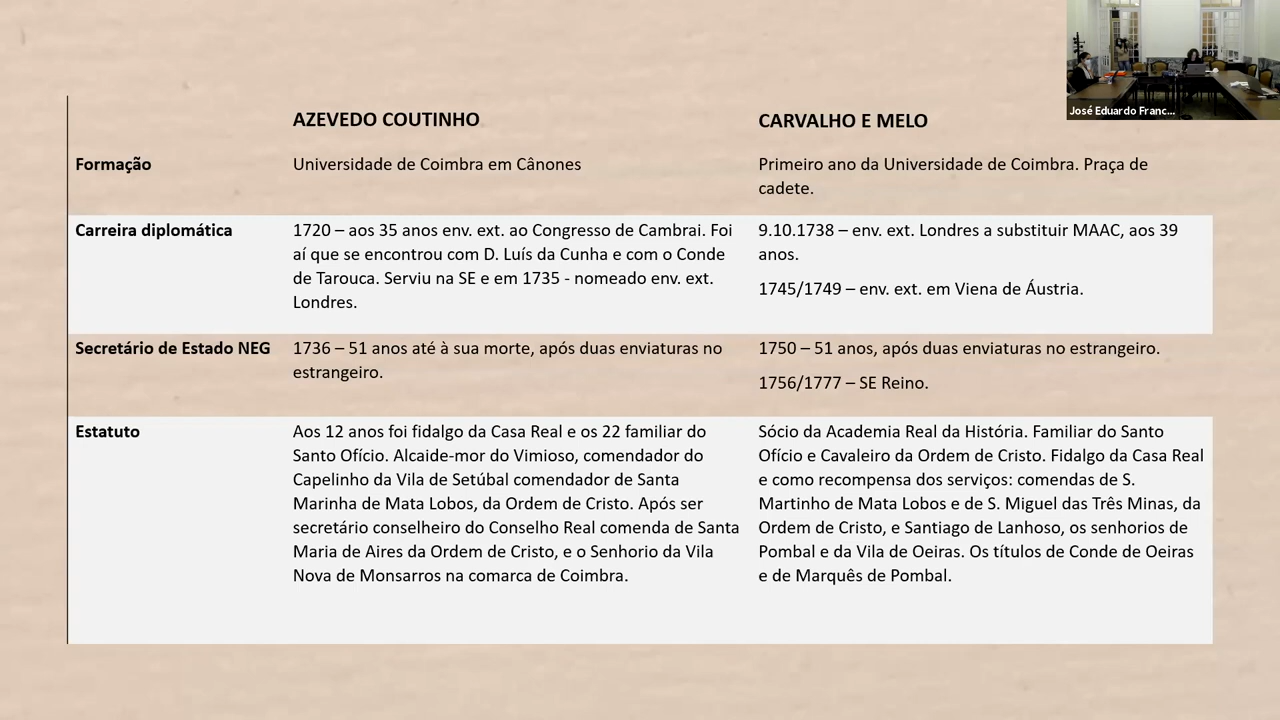 José Eduardo Franc...
AZEVEDO COUTINHO
CARVALHO E MELO
Formação
Universidade de Coimbra em Cânones
Primeiro ano da Universidade de Coimbra. Praça de
cadete.
Carreira diplomática
1720 – aos 35 anos env. ext. ao Congresso de Cambrai. Foi
aí que se encontrou com D. Luís da Cunha e com o Conde
de Tarouca. Serviu na SE e em 1735 - nomeado env. ext.
Londres.
9.10.1738 – env. ext. Londres a substituir MAAC, aos 39
anos.
1745/1749 – env. ext. em Viena de Áustria.
Secretário de Estado NEG
1736 – 51 anos até à sua morte, após duas enviaturas no
estrangeiro.
1750 – 51 anos, após duas enviaturas no estrangeiro.
1756/1777 – SE Reino.
Estatuto
Aos 12 anos foi fidalgo da Casa Real e os 22 familiar do
Santo Ofício. Alcaide-mor do Vimioso, comendador do
Capelinho da Vila de Setúbal comendador de Santa
Marinha de Mata Lobos, da Ordem de Cristo. Após ser
secretário conselheiro do Conselho Real comenda de Santa
Maria de Aires da Ordem de Cristo, e o Senhorio da Vila
Nova de Monsarros na comarca de Coimbra.
Sócio da Academia Real da História. Familiar do Santo
Ofício e Cavaleiro da Ordem de Cristo. Fidalgo da Casa Real
e como recompensa dos serviços: comendas de S.
Martinho de Mata Lobos e de S. Miguel das Três Minas, da
Ordem de Cristo, e Santiago de Lanhoso, os senhorios de
Pombal e da Vila de Oeiras. Os títulos de Conde de Oeiras
e de Marquês de Pombal.